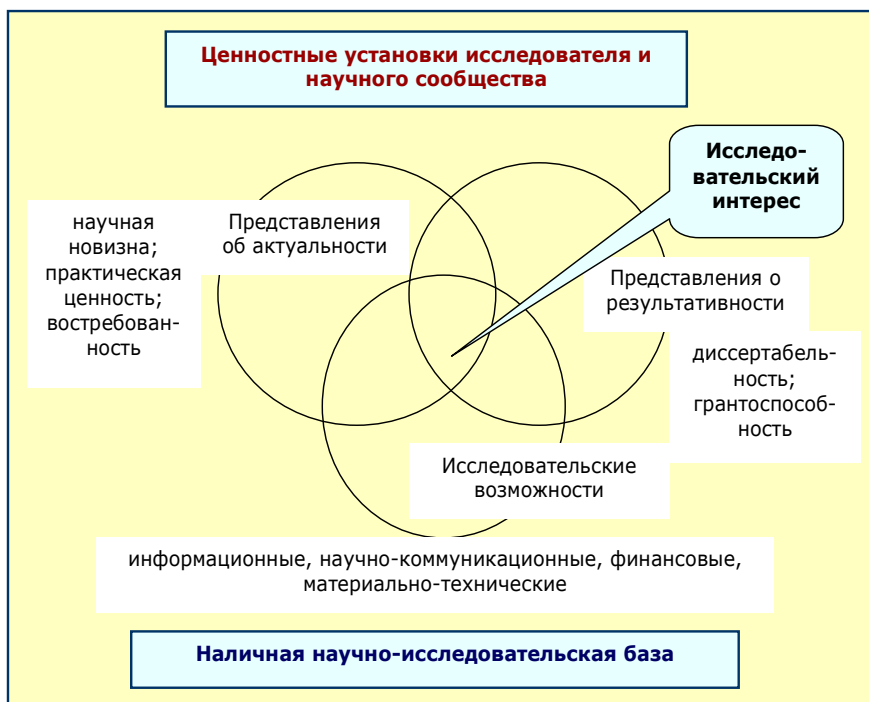 Ценностные установки исследователя и
научного сообщества
Исследо-
вательский
интерес
научная
новизна;
практическая
ценность;
востребован-
ность
Представления
об актуальности
Представления о
результативности
диссертабель-
ность;
грантоспособ-
ность
Исследовательские
возможности
информационные, научно-коммуникационные, финансовые,
материально-технические
Наличная научно-исследовательская база